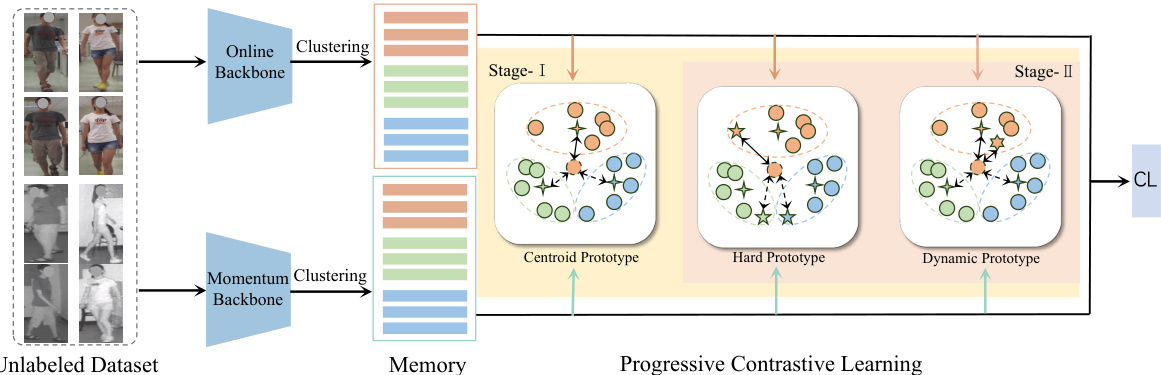 Online
Backbone
Clustering
Stage-Ⅰ
Stage-Ⅱ
CL
Centroid Prototype
Hard Prototype
Dynamic Prototype
Momentum
Backbone
Clustering
Unlabeled Dataset
Memory
Progressive Contrastive Learning